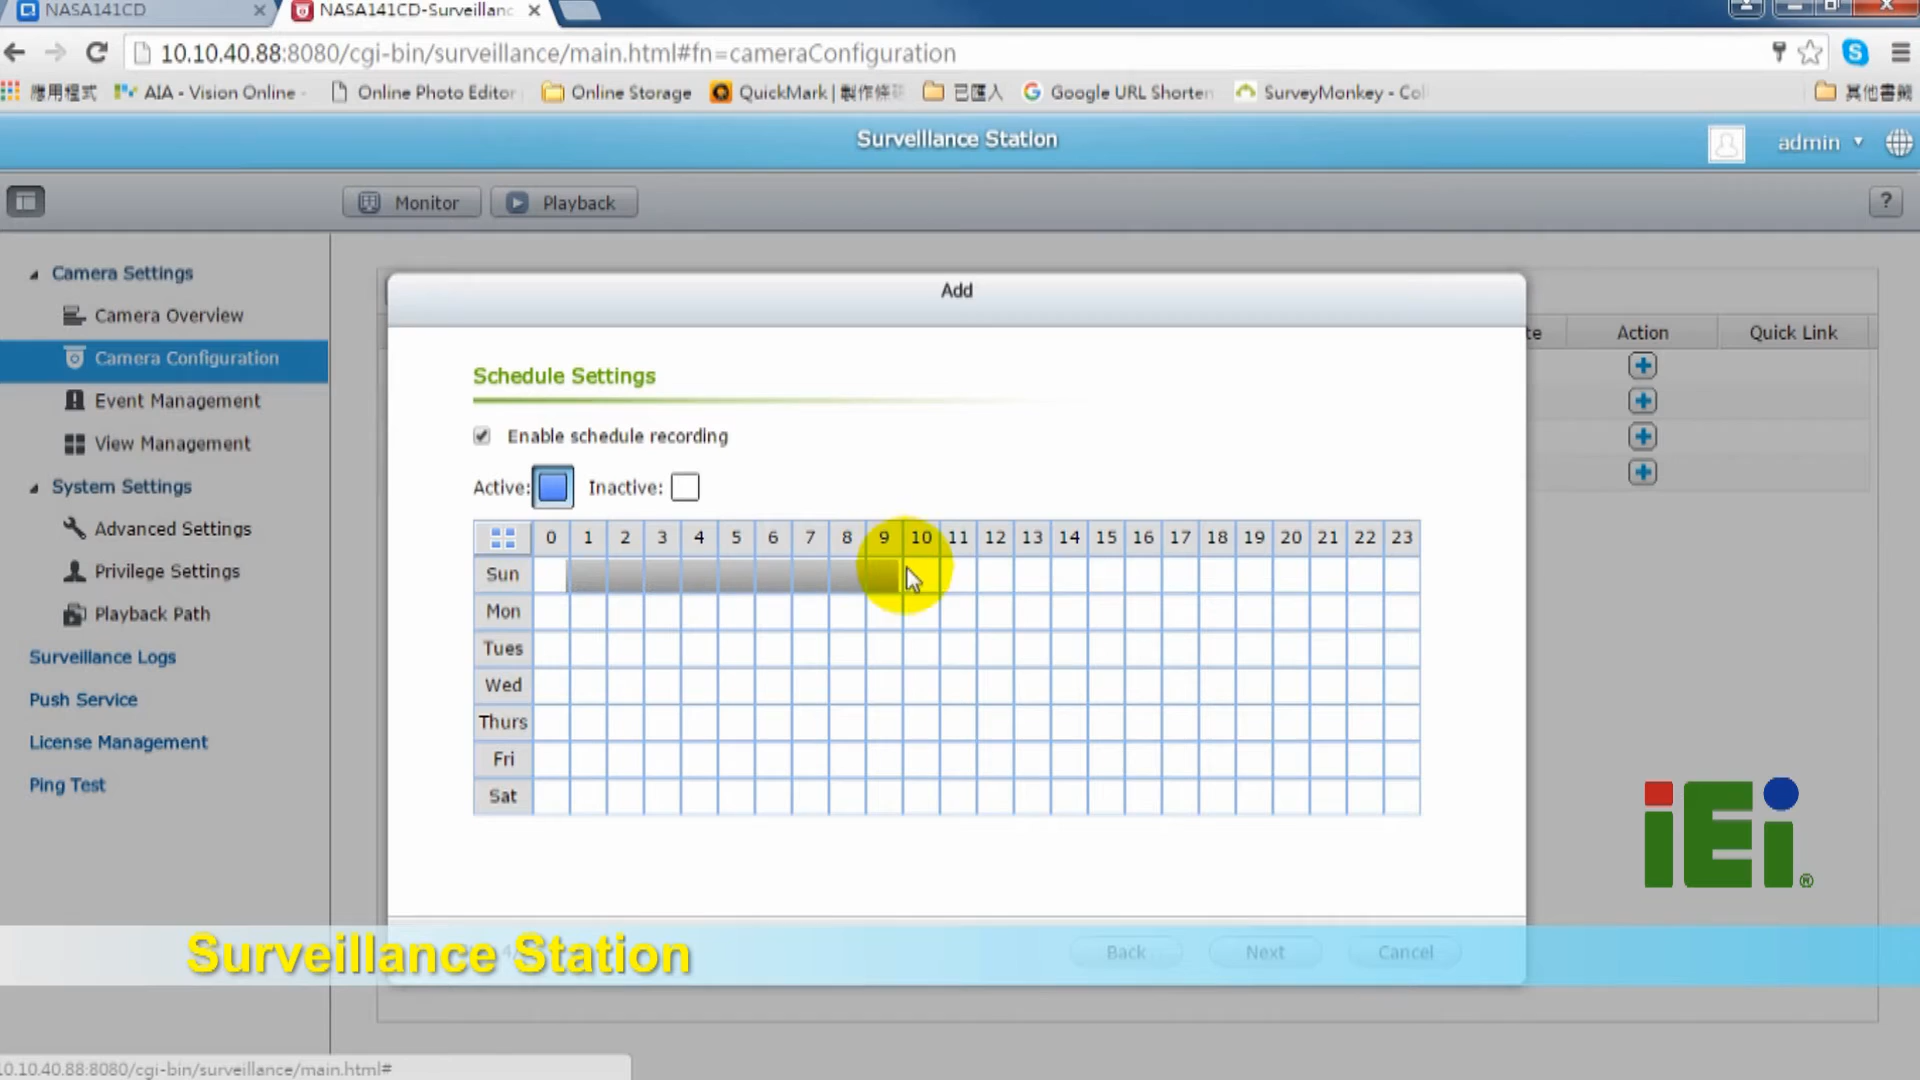 NASA141CD
NASA141CD-Surveillanc
10.10.40.88:8080/cgi-bin/surveillance/main.html#fn=cameraConfiguration
應用程式 AIA - Vision Online - Online Photo Editor Online Storage QuickMark | 製作條 已匯入 Google URL Shorten SurveyMonkey - Col 其他書籤
Surveillance Station
admin
Monitor Playback ?
Camera Settings
Camera Overview
Camera Configuration
Event Management
View Management
System Settings
Advanced Settings
Privilege Settings
Playback Path
Surveillance Logs
Push Service
License Management
Ping Test
te Action Quick Link
Add
Schedule Settings
Enable schedule recording
Active: Inactive:
0 1 2 3 4 5 6 7 8 9 10 11 12 13 14 15 16 17 18 19 20 21 22 23
Sun
Mon
Tues
Wed
Thurs
Fri
Sat
Back Next Cancel
iEi®
Surveillance Station
10.10.40.88:8080/cgi-bin/surveillance/main.html#